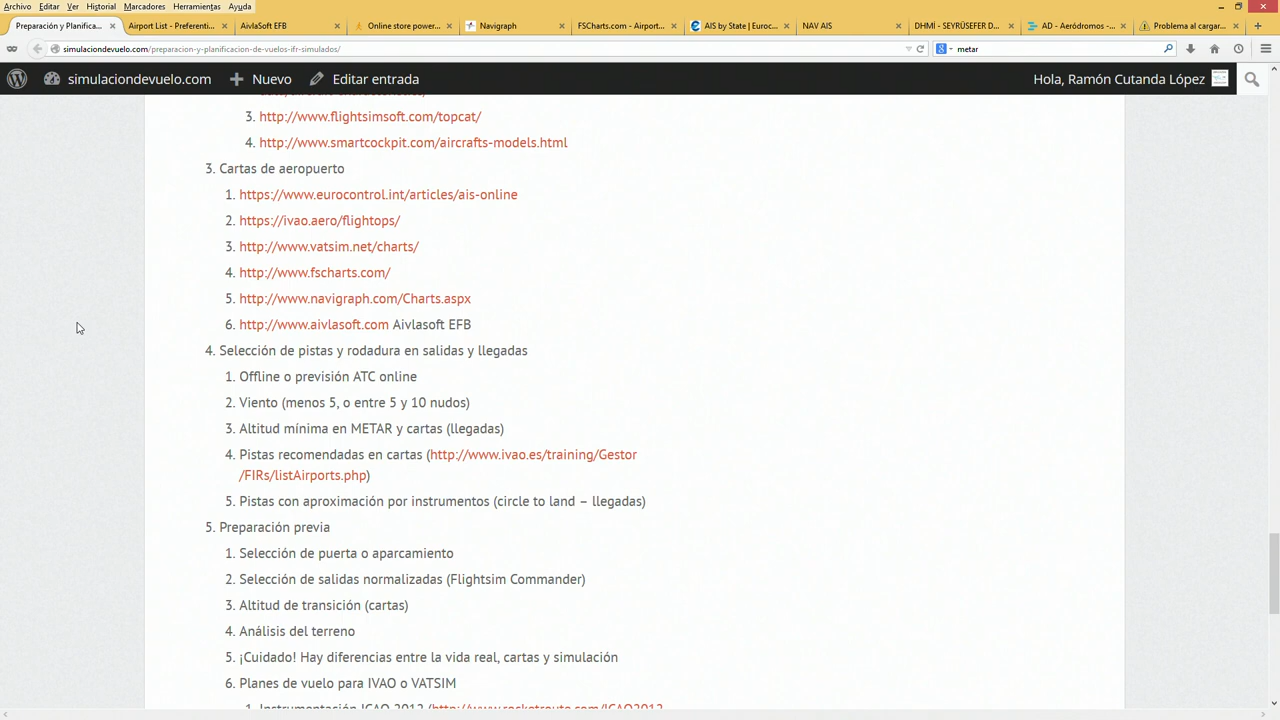 Archivo Editar Ver Historial Marcadores Herramientas Ayuda
Preparación y Planifica... Airport List - Preferenti... AivlaSoft EFB Online store power... Navigraph FSCharts.com - Airport... AIS by State | Euroc... NAV AIS DHMİ - SEYRÜSEFER D... AD - Aeródromos -... Problema al cargar...
simulaciondevuelo.com/preparacion-y-planificacion-de-vuelos-ifr-simulados/ metar
simulaciondevuelo.com Nuevo Editar entrada Hola, Ramón Cutanda López
3. http://www.flightsimsoft.com/topcat/
4. http://www.smartcockpit.com/aircrafts-models.html
3. Cartas de aeropuerto
1. https://www.eurocontrol.int/articles/ais-online
2. https://ivao.aero/flightops/
3. http://www.vatsim.net/charts/
4. http://www.fscharts.com/
5. http://www.navigraph.com/Charts.aspx
6. http://www.aivlasoft.com Aivlasoft EFB
4. Selección de pistas y rodadura en salidas y llegadas
1. Offline o previsión ATC online
2. Viento (menos 5, o entre 5 y 10 nudos)
3. Altitud mínima en METAR y cartas (llegadas)
4. Pistas recomendadas en cartas (http://www.ivao.es/training/Gestor
/FIRs/listAirports.php)
5. Pistas con aproximación por instrumentos (circle to land – llegadas)
5. Preparación previa
1. Selección de puerta o aparcamiento
2. Selección de salidas normalizadas (Flightsim Commander)
3. Altitud de transición (cartas)
4. Análisis del terreno
5. ¡Cuidado! Hay diferencias entre la vida real, cartas y simulación
6. Planes de vuelo para IVAO o VATSIM
1. Instrumentación ICAO 2012 (http://www.rocketroute.com/ICAO2012